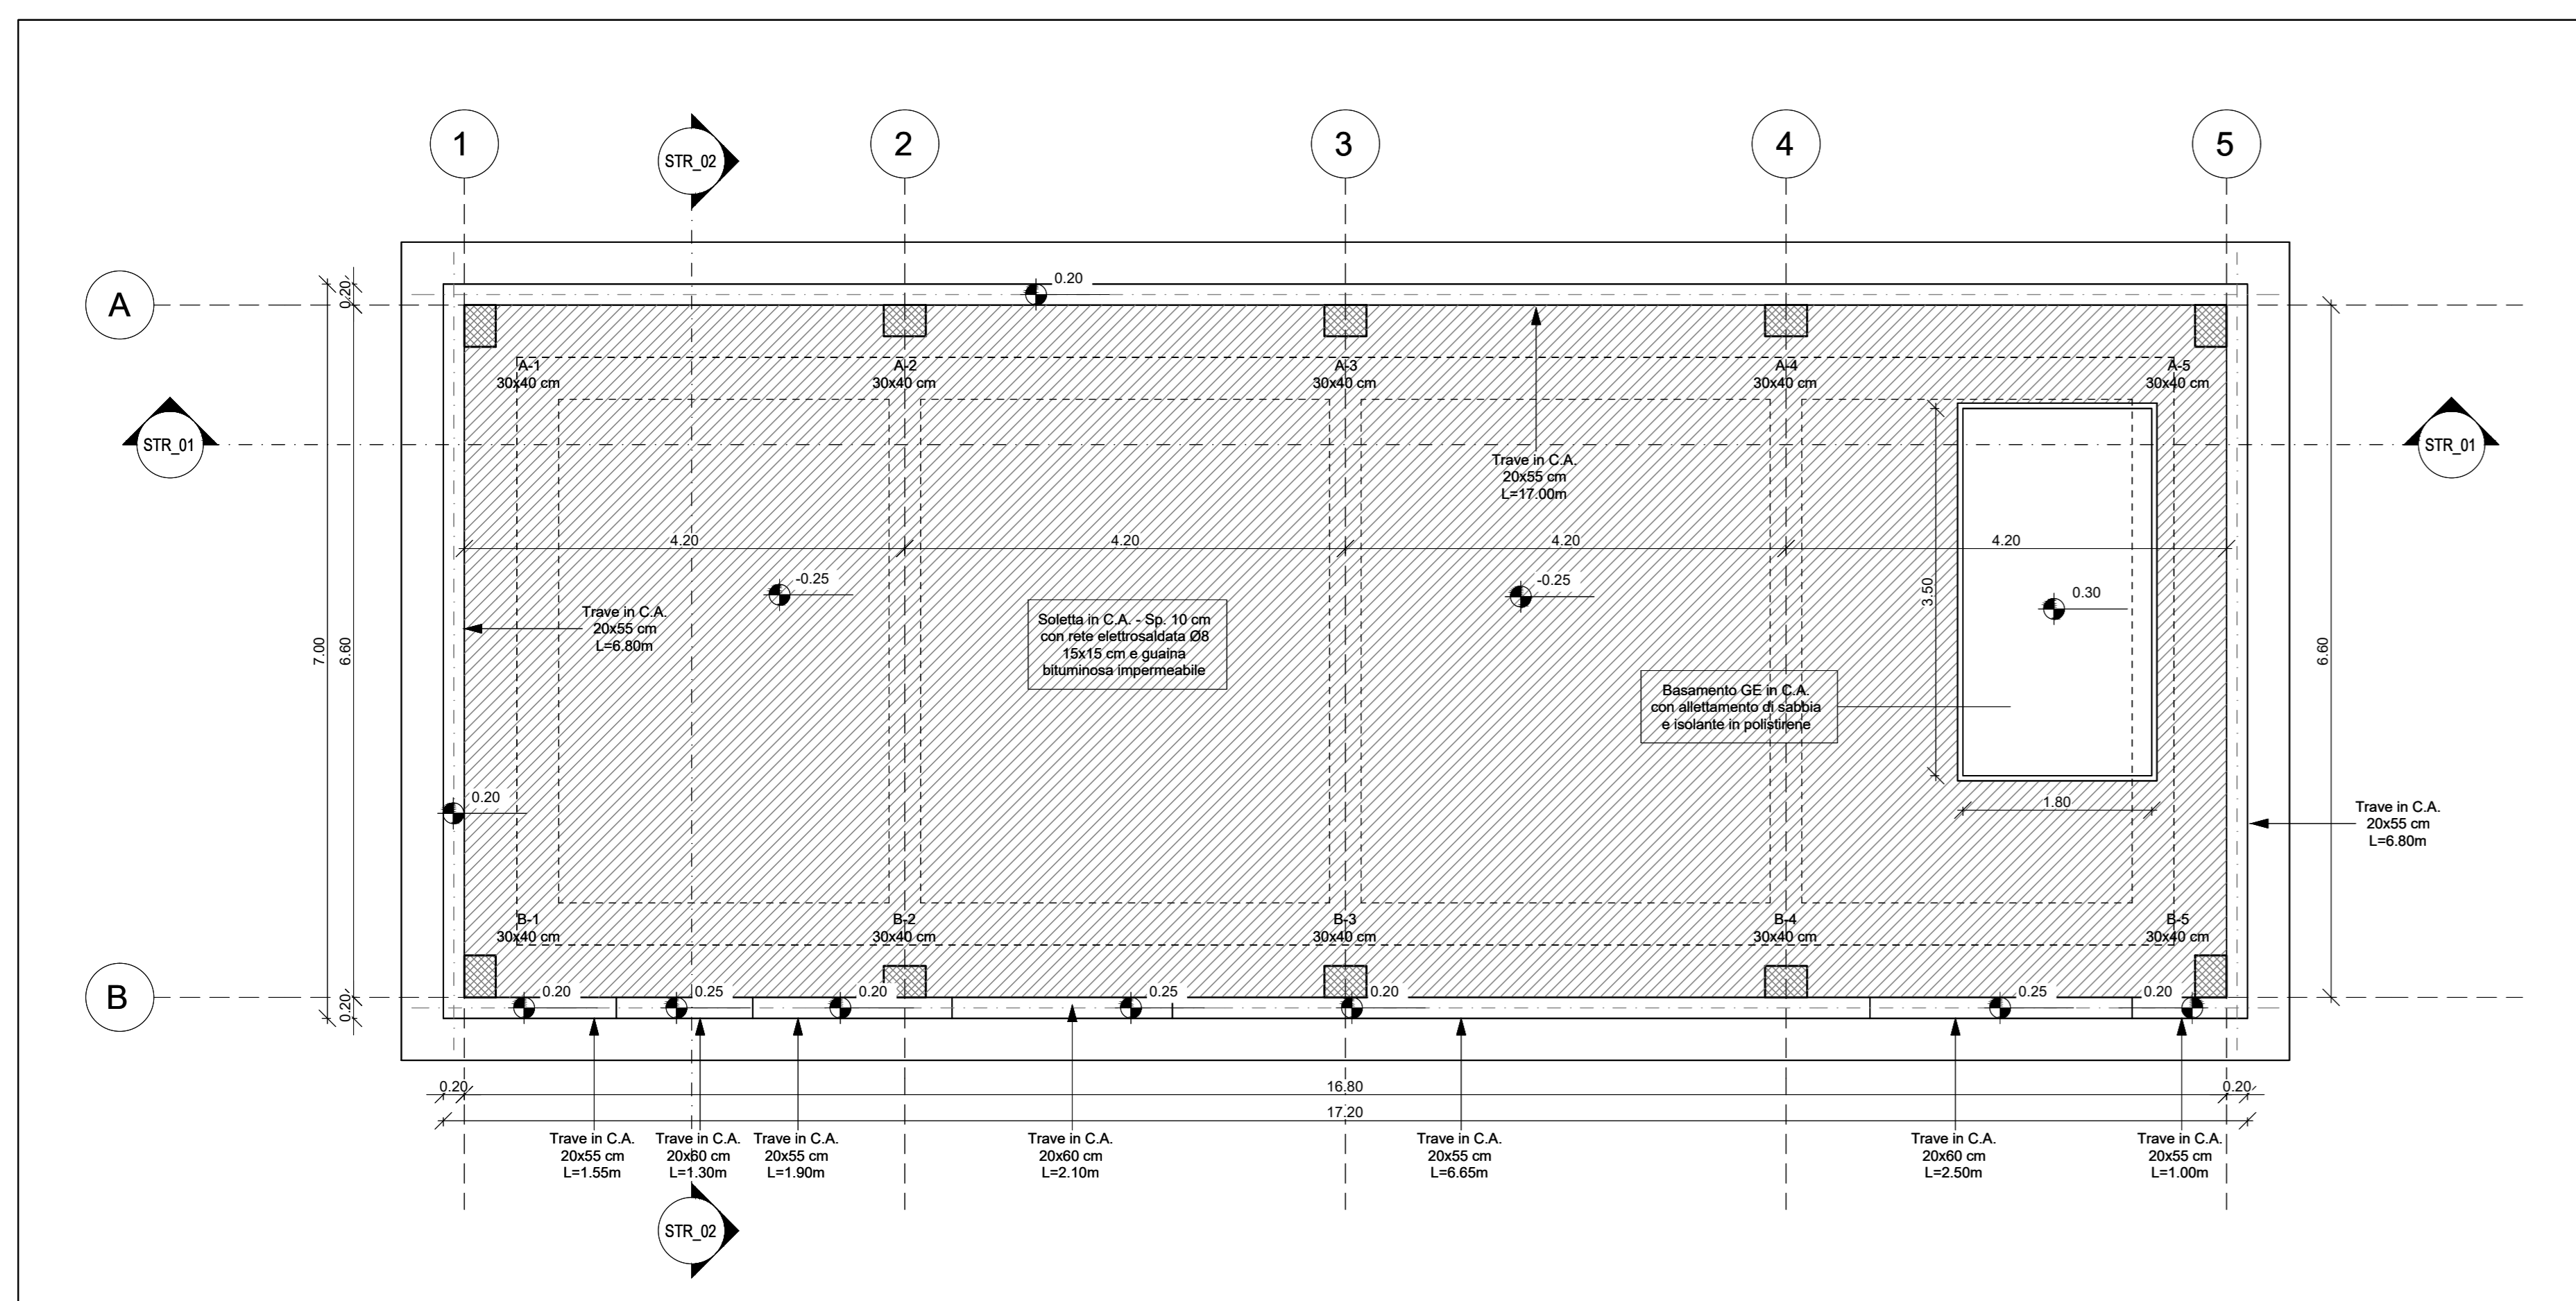 1
2
3
4
5
STR_02
A
0.20
0.20
A-1
30x40 cm
A-2
30x40 cm
A-3
30x40 cm
A-4
30x40 cm
A-5
30x40 cm
STR_01
STR_01
Trave in C.A.
20x55 cm
L=17.00m
4.20
4.20
4.20
4.20
-0.25
-0.25
3.50
0.30
Trave in C.A.
20x55 cm
L=6.80m
Soletta in C.A. - Sp. 10 cm
con rete elettrosaldata Ø8
15x15 cm e guaina
bituminosa impermeabile
7.00
6.60
6.60
Basamento GE in C.A.
con allettamento di sabbia
e isolante in polistirene
0.20
1.80
Trave in C.A.
20x55 cm
L=6.80m
B-1
30x40 cm
B-2
30x40 cm
B-3
30x40 cm
B-4
30x40 cm
B-5
30x40 cm
B
0.20
0.20
0.25
0.20
0.25
0.20
0.25
0.20
0.20
16.80
0.20
17.20
Trave in C.A.
20x55 cm
L=1.55m
Trave in C.A.
20x60 cm
L=1.30m
Trave in C.A.
20x55 cm
L=1.90m
Trave in C.A.
20x60 cm
L=2.10m
Trave in C.A.
20x55 cm
L=6.65m
Trave in C.A.
20x60 cm
L=2.50m
Trave in C.A.
20x55 cm
L=1.00m
STR_02